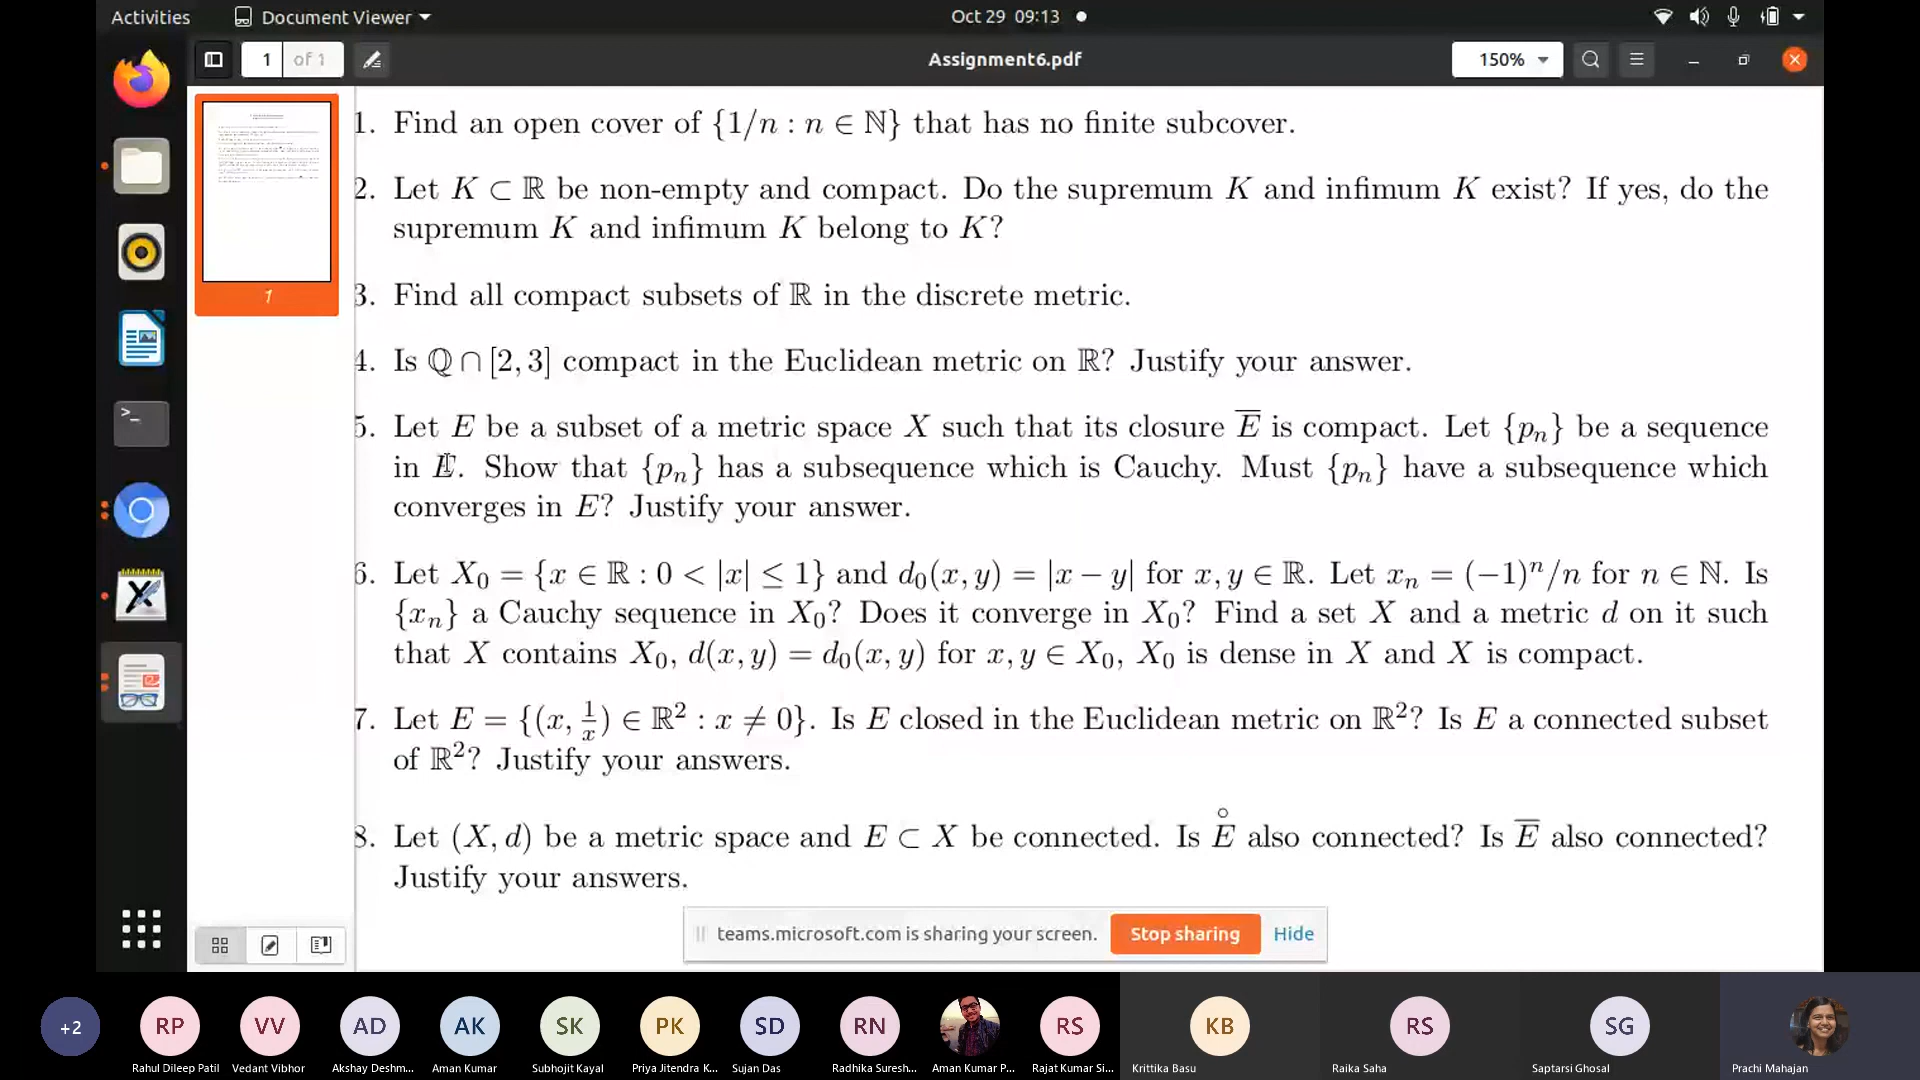 Activities
Document Viewer
Oct 29 09:13
1
of 1
Assignment6.pdf
150%
1
1. Find an open cover of {1/n : n ∈ ℕ} that has no finite subcover.
2. Let K ⊂ ℝ be non-empty and compact. Do the supremum K and infimum K exist? If yes, do the
supremum K and infimum K belong to K?
3. Find all compact subsets of ℝ in the discrete metric.
4. Is ℚ ∩ [2, 3] compact in the Euclidean metric on ℝ? Justify your answer.
5. Let E be a subset of a metric space X such that its closure E̅ is compact. Let {pₙ} be a sequence
in E. Show that {pₙ} has a subsequence which is Cauchy. Must {pₙ} have a subsequence which
converges in E? Justify your answer.
6. Let X₀ = {x ∈ ℝ : 0 < |x| ≤ 1} and d₀(x, y) = |x − y| for x, y ∈ ℝ. Let xₙ = (−1)ⁿ/n for n ∈ ℕ. Is
{xₙ} a Cauchy sequence in X₀? Does it converge in X₀? Find a set X and a metric d on it such
that X contains X₀, d(x, y) = d₀(x, y) for x, y ∈ X₀, X₀ is dense in X and X is compact.
7. Let E = {(x, 1/x) ∈ ℝ² : x ≠ 0}. Is E closed in the Euclidean metric on ℝ²? Is E a connected subset
of ℝ²? Justify your answers.
8. Let (X, d) be a metric space and E ⊂ X be connected. Is E̊ also connected? Is E̅ also connected?
Justify your answers.
teams.microsoft.com is sharing your screen.
Stop sharing
Hide
+2
RP
VV
AD
AK
SK
PK
SD
RN
RS
KB
RS
SG
Rahul Dileep Patil
Vedant Vibhor
Akshay Deshm...
Aman Kumar
Subhojit Kayal
Priya Jitendra K...
Sujan Das
Radhika Suresh...
Aman Kumar P...
Rajat Kumar Si...
Krittika Basu
Raika Saha
Saptarsi Ghosal
Prachi Mahajan